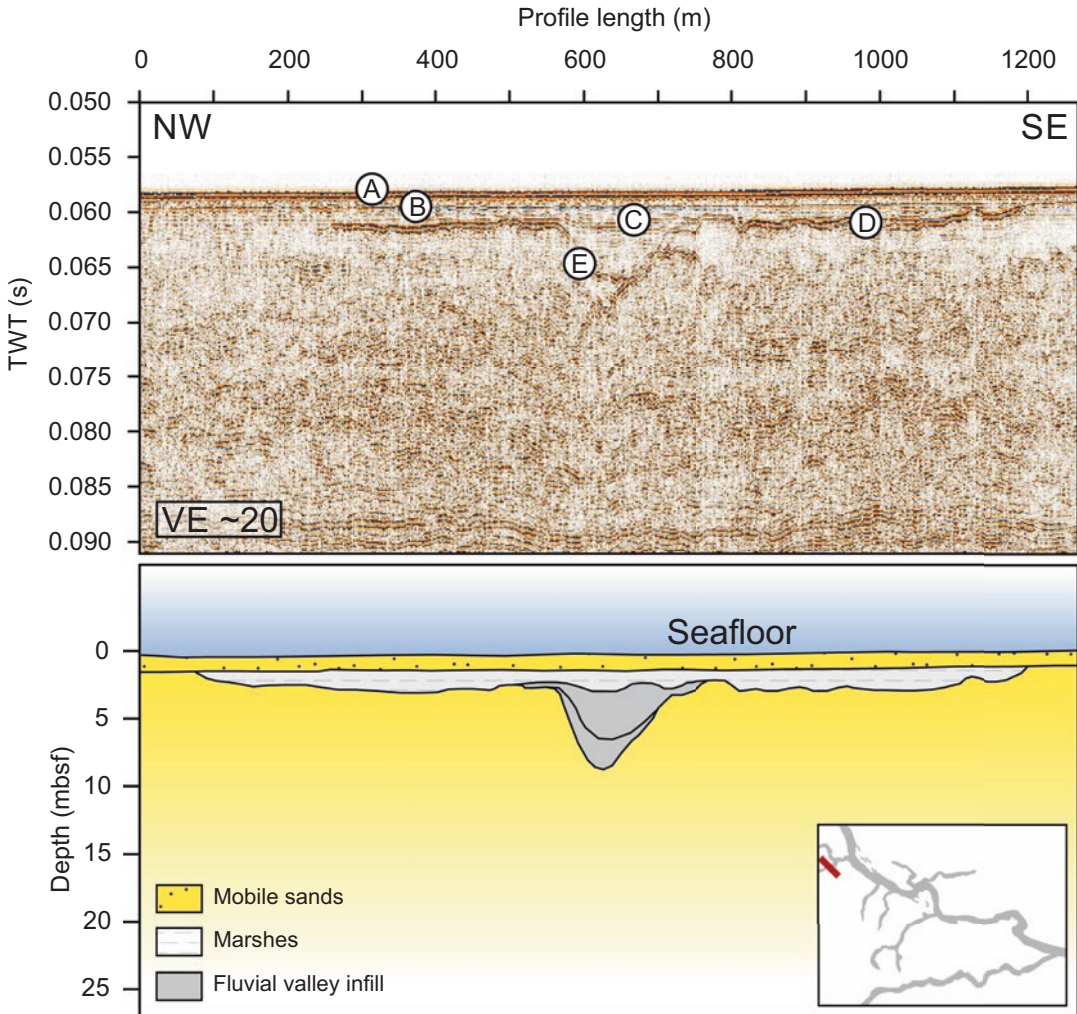 Profile length (m)
0 200 400 600 800 1000 1200
0.050
NW SE
0.055
A
B
0.060
C
D
E
0.065
TWT (s)
0.070
0.075
0.080
0.085
VE ~20
0.090
Seafloor
0
5
10
Depth (mbsf)
15
Mobile sands
20
Marshes
Fluvial valley infill
25